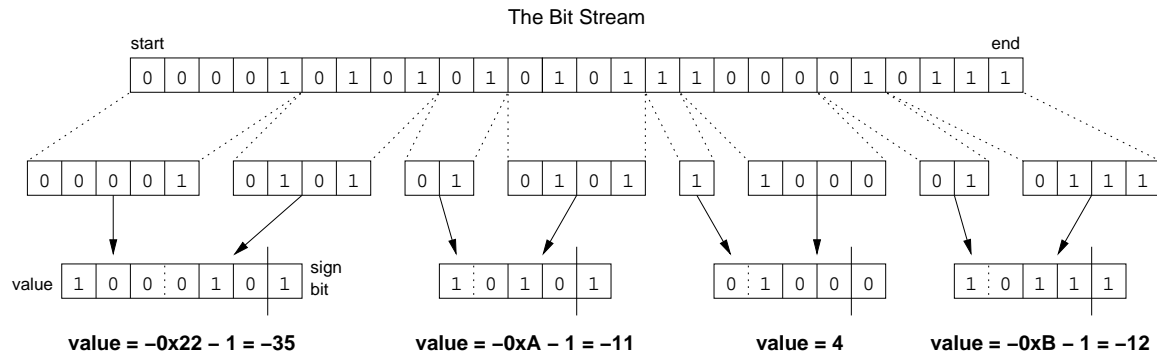 The Bit Stream
start end
0 0 0 0 1 0 1 0 1 0 1 0 1 0 1 1 1 0 0 0 0 1 0 1 1 1
0 0 0 0 1 0 1 0 1 0 1 0 1 0 1 1 1 0 0 0 0 1 0 1 1 1
value 1 0 0 0 1 0 1 sign bit 1 0 1 0 1 0 1 0 0 0 1 0 1 1 1
value = −0x22 − 1 = −35 value = −0xA − 1 = −11 value = 4 value = −0xB − 1 = −12